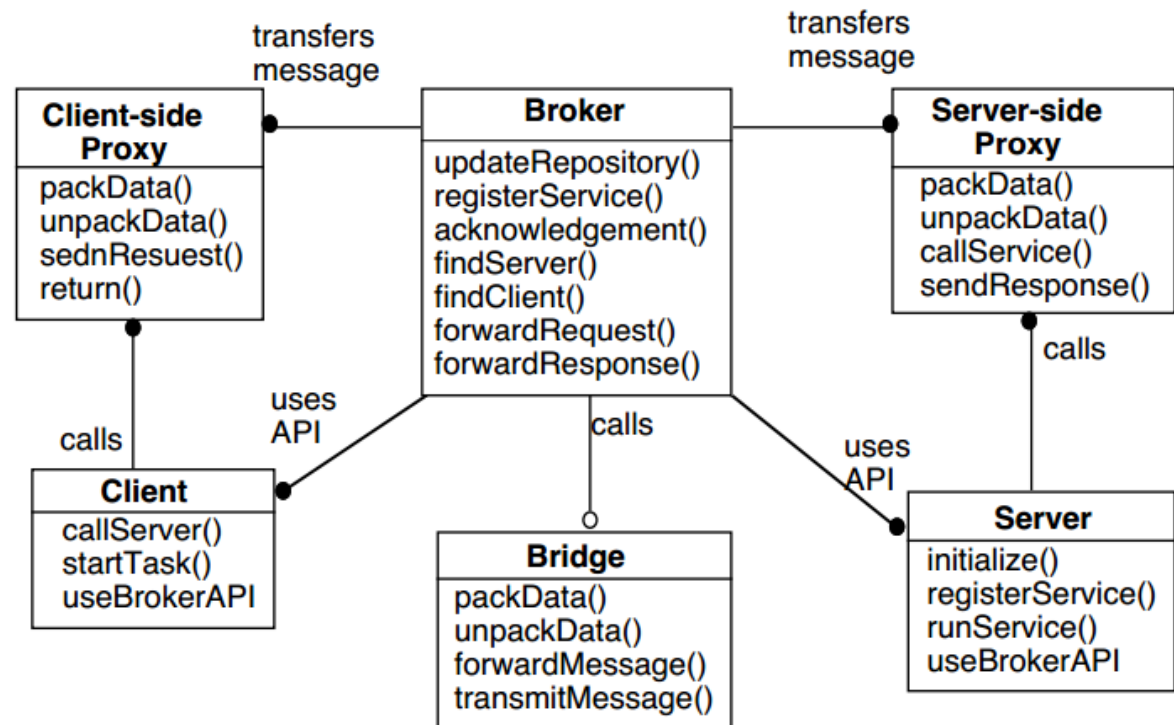 transfers
message
transfers
message
Client-side
Proxy
packData()
unpackData()
sednResuest()
return()
Broker
updateRepository()
registerService()
acknowledgement()
findServer()
findClient()
forwardRequest()
forwardResponse()
Server-side
Proxy
packData()
unpackData()
callService()
sendResponse()
calls
uses
API
calls
uses
API
calls
Client
callServer()
startTask()
useBrokerAPI
Bridge
packData()
unpackData()
forwardMessage()
transmitMessage()
Server
initialize()
registerService()
runService()
useBrokerAPI